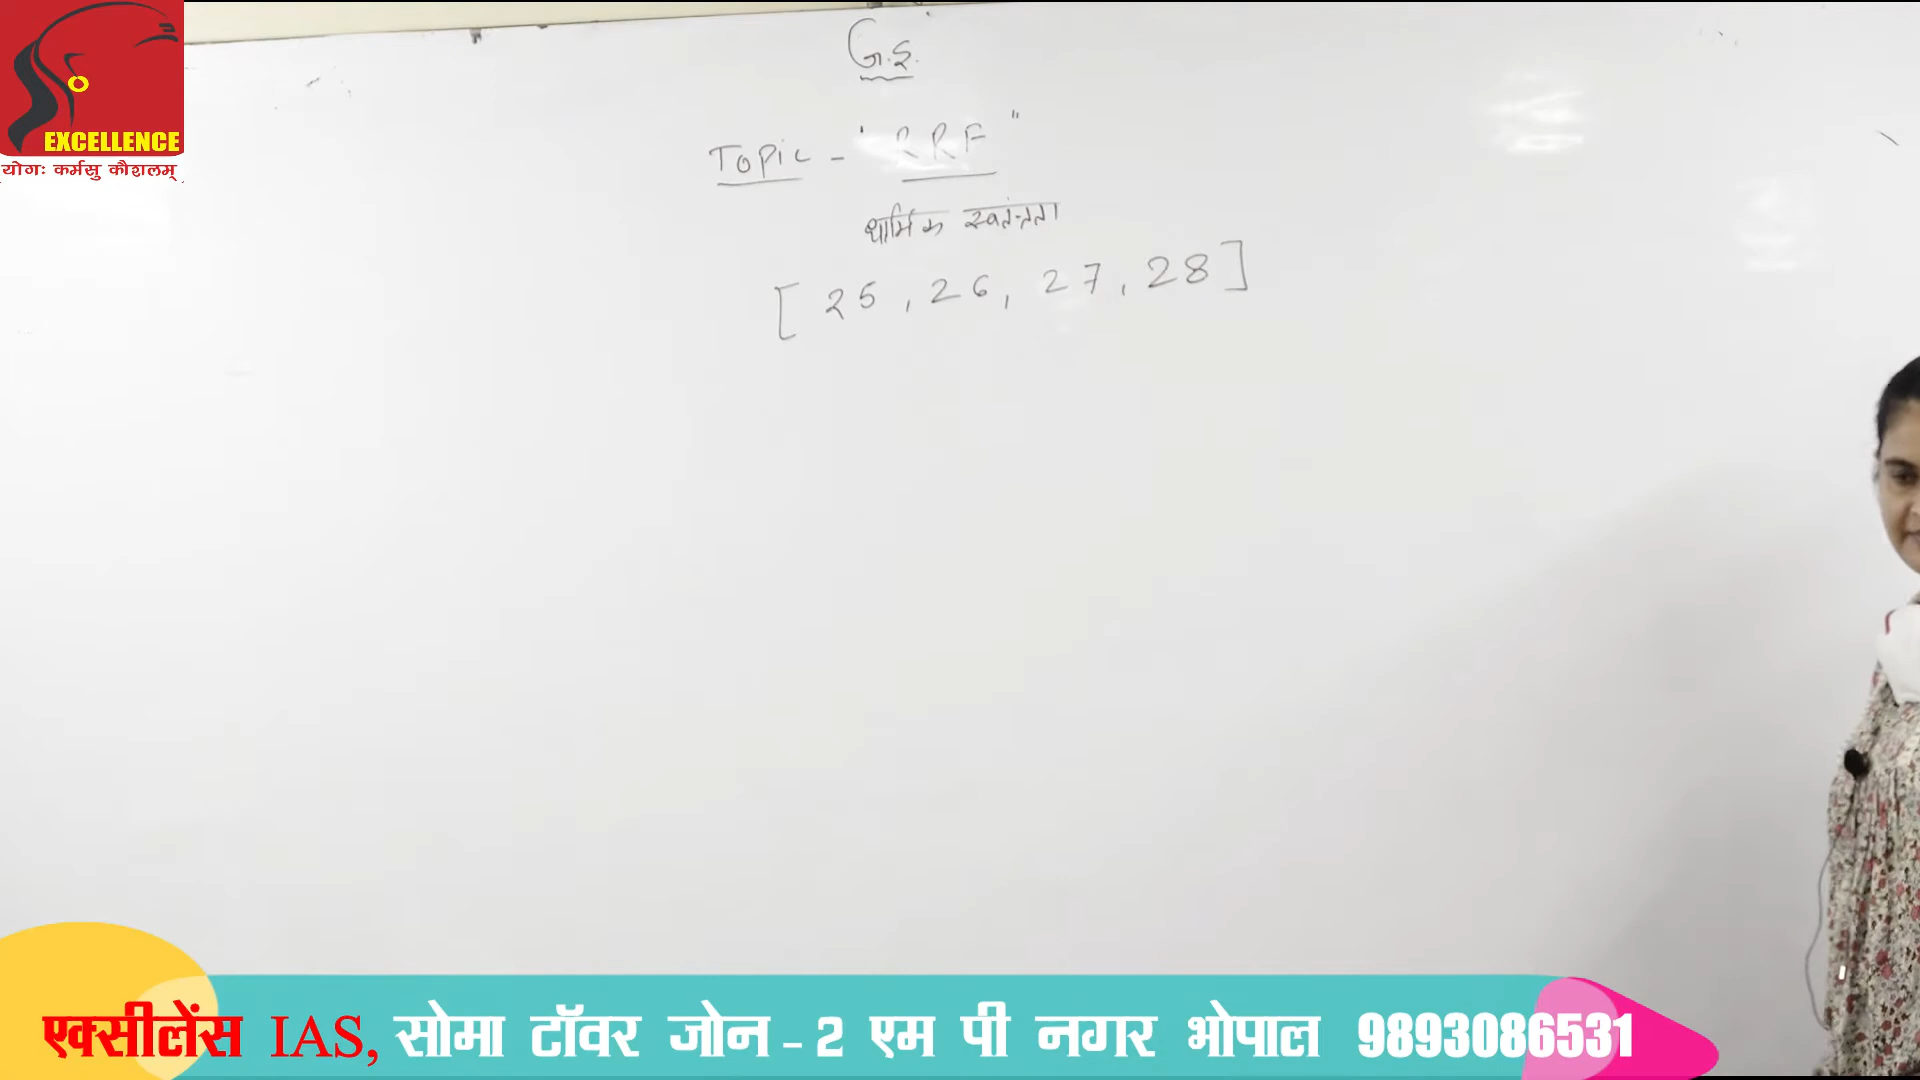 EXCELLENCE
योगः कर्मसु कौशलम्
G.S.
Topic - "RRF"
धार्मिक स्वतंत्रता
[25, 26, 27, 28]
एक्सीलेंस IAS, सोमा टॉवर जोन - 2 एम पी नगर भोपाल 9893086531